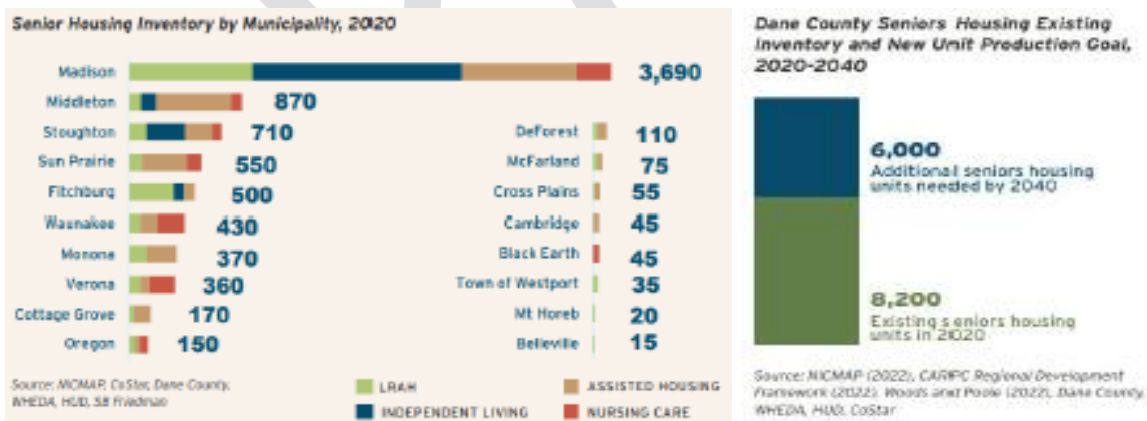 Senior Housing Inventory by Municipality, 2020
Madison 3,690
Middleton 870
Stoughton 710
Sun Prairie 550
Fitchburg 500
Waunakee 430
Monona 370
Verona 360
Cottage Grove 170
Oregon 150
DeForest 110
McFarland 75
Cross Plains 55
Cambridge 45
Black Earth 45
Town of Westport 35
Mt Horeb 20
Belleville 15
Source: NICMAP, CoStar, Dane County,
WHEDA, HUD, SB Friedman
LRAH
ASSISTED HOUSING
INDEPENDENT LIVING
NURSING CARE
Dane County Seniors Housing Existing
Inventory and New Unit Production Goal,
2020-2040
6,000
Additional seniors housing
units needed by 2040
8,200
Existing seniors housing
units in 2020
Source: NICMAP (2022), CARPC Regional Development
Framework (2022), Woods and Poole (2022), Dane County,
WHEDA, HUD, CoStar